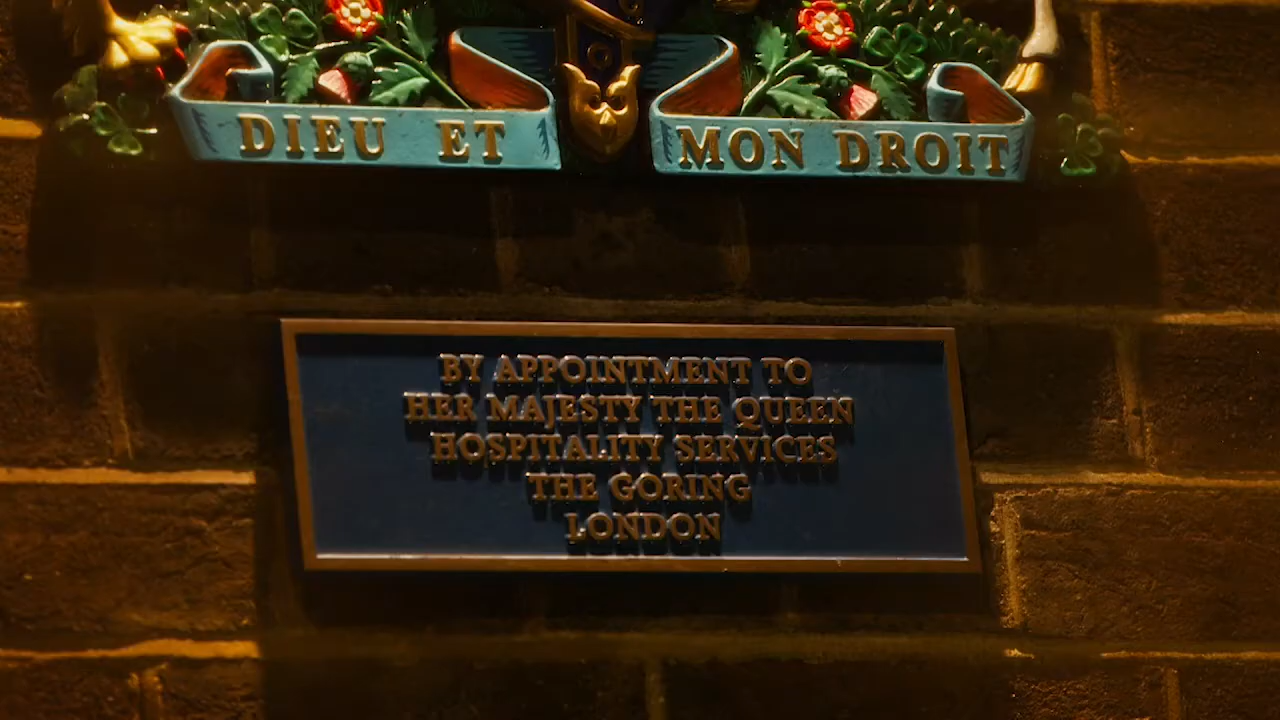 DIEU ET MON DROIT
BY APPOINTMENT TO
HER MAJESTY THE QUEEN
HOSPITALITY SERVICES
THE GORING
LONDON